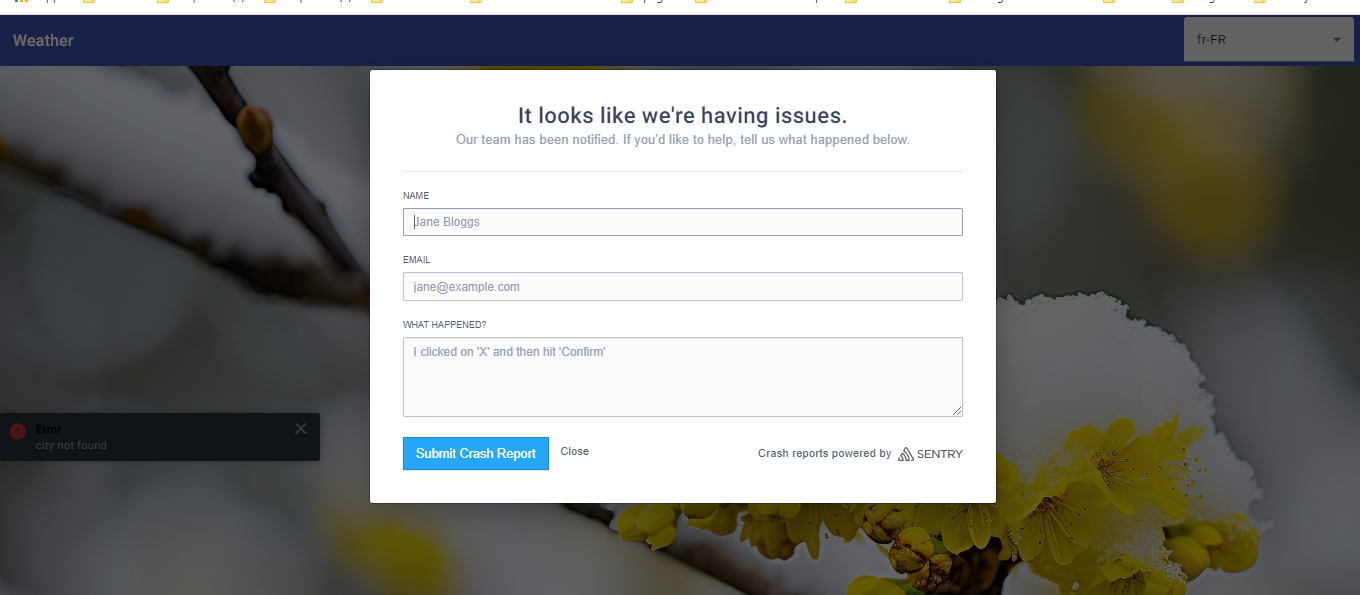 Weather
fr-FR
It looks like we're having issues.
Our team has been notified. If you'd like to help, tell us what happened below.
NAME
Jane Bloggs
EMAIL
jane@example.com
WHAT HAPPENED?
I clicked on 'X' and then hit 'Confirm'
Error
city not found
Submit Crash Report
Close
Crash reports powered by SENTRY